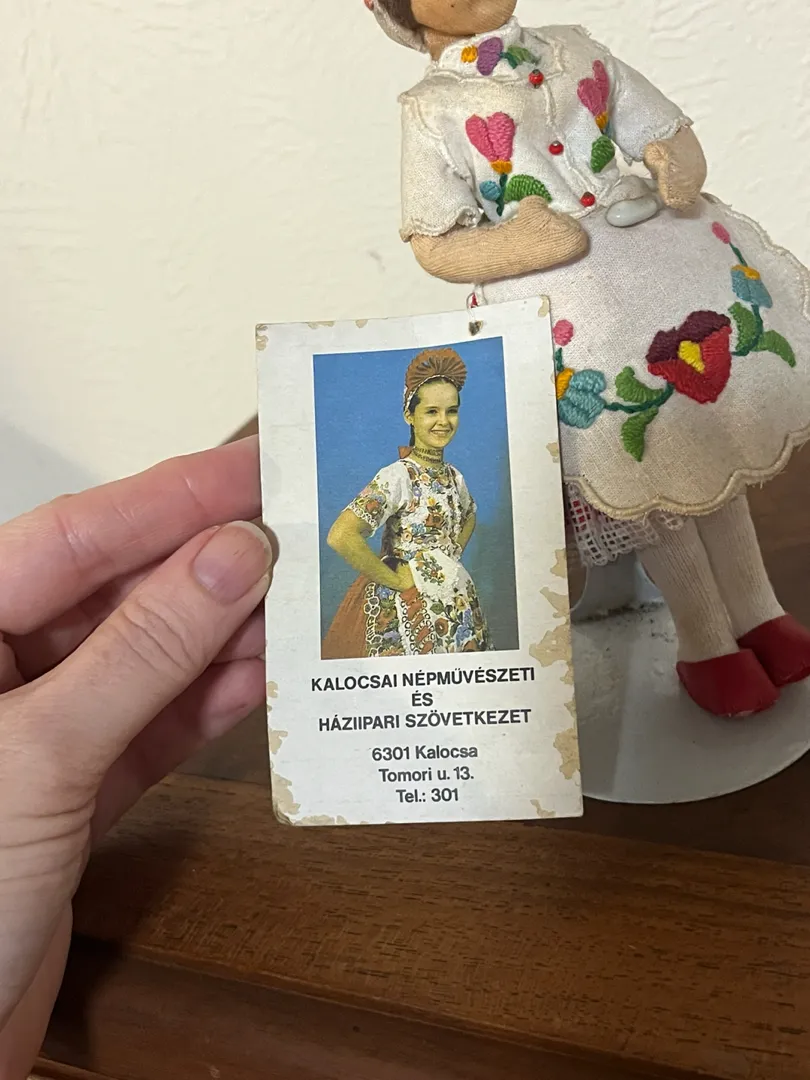 KALOCSAI NÉPMŰVÉSZETI
ÉS
HÁZIIPARI SZÖVETKEZET
6301 Kalocsa
Tomori u. 13.
Tel.: 301